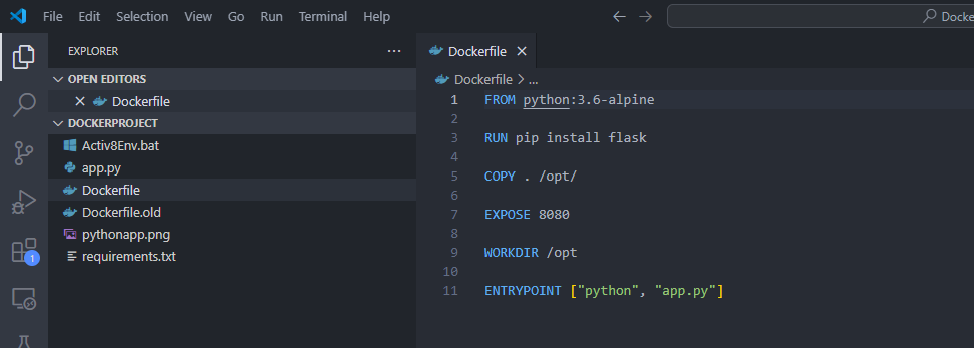 File Edit Selection View Go Run Terminal Help
Docke
EXPLORER
OPEN EDITORS
Dockerfile
DOCKERPROJECT
Activ8Env.bat
app.py
Dockerfile
Dockerfile.old
pythonapp.png
requirements.txt
1
Dockerfile
Dockerfile > ...
1 FROM python:3.6-alpine
2
3 RUN pip install flask
4
5 COPY . /opt/
6
7 EXPOSE 8080
8
9 WORKDIR /opt
10
11 ENTRYPOINT ["python", "app.py"]